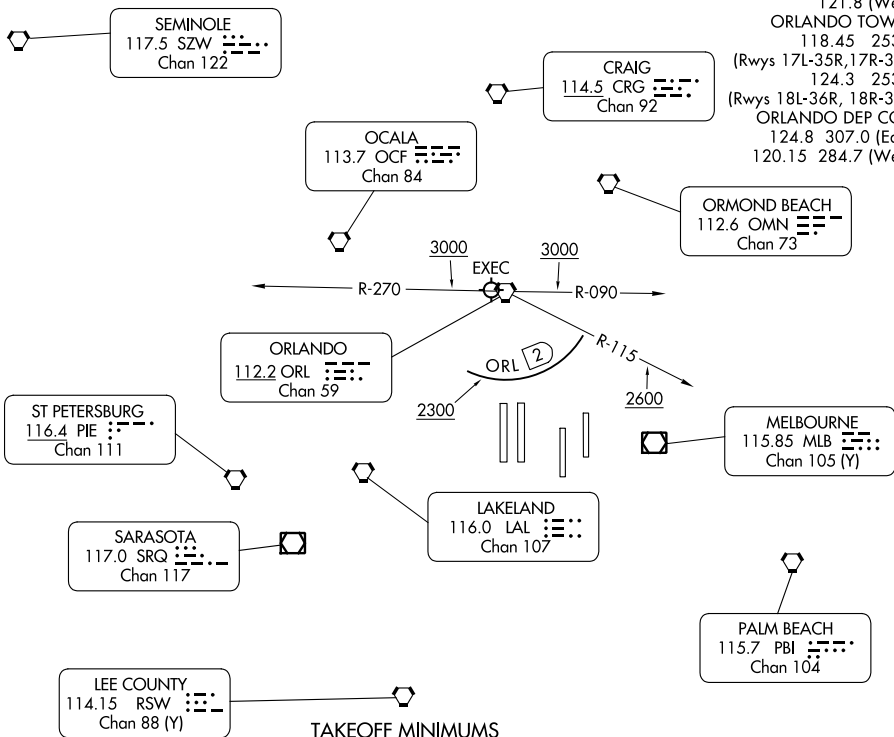 121.8 (We
ORLANDO TOW
118.45 253
(Rwys 17L-35R,17R-3
124.3 253
(Rwys 18L-36R, 18R-3
ORLANDO DEP CO
124.8 307.0 (Ea
120.15 284.7 (We
SEMINOLE
117.5 SZW
Chan 122
CRAIG
114.5 CRG
Chan 92
OCALA
113.7 OCF
Chan 84
ORMOND BEACH
112.6 OMN
Chan 73
3000
EXEC
3000
R-270
R-090
R-115
ORLANDO
112.2 ORL
Chan 59
ORL 2
2300
2600
ST PETERSBURG
116.4 PIE
Chan 111
MELBOURNE
115.85 MLB
Chan 105 (Y)
LAKELAND
116.0 LAL
Chan 107
SARASOTA
117.0 SRQ
Chan 117
PALM BEACH
115.7 PBI
Chan 104
LEE COUNTY
114.15 RSW
Chan 88 (Y)
TAKEOFF MINIMUMS